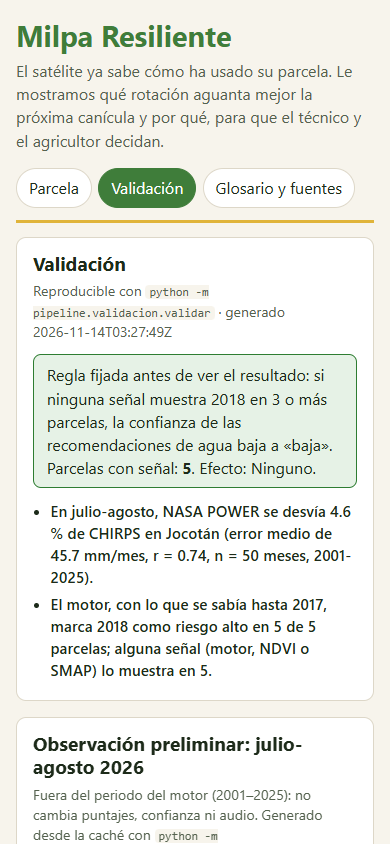 Milpa Resiliente
El satélite ya sabe cómo ha usado su parcela. Le
mostramos qué rotación aguanta mejor la
próxima canícula y por qué, para que el técnico y
el agricultor decidan.
Parcela
Validación
Glosario y fuentes
Validación
Reproducible con python -m
pipeline.validacion.validar · generado
2026-11-14T03:27:49Z
Regla fijada antes de ver el resultado: si
ninguna señal muestra 2018 en 3 o más
parcelas, la confianza de las
recomendaciones de agua baja a «baja».
Parcelas con señal: 5. Efecto: Ninguno.
• En julio-agosto, NASA POWER se desvía 4.6
% de CHIRPS en Jocotán (error medio de
45.7 mm/mes, r = 0.74, n = 50 meses, 2001-
2025).
• El motor, con lo que se sabía hasta 2017,
marca 2018 como riesgo alto en 5 de 5
parcelas; alguna señal (motor, NDVI o
SMAP) lo muestra en 5.
Observación preliminar: julio-
agosto 2026
Fuera del periodo del motor (2001–2025): no
cambia puntajes, confianza ni audio. Generado
desde la caché con python -m